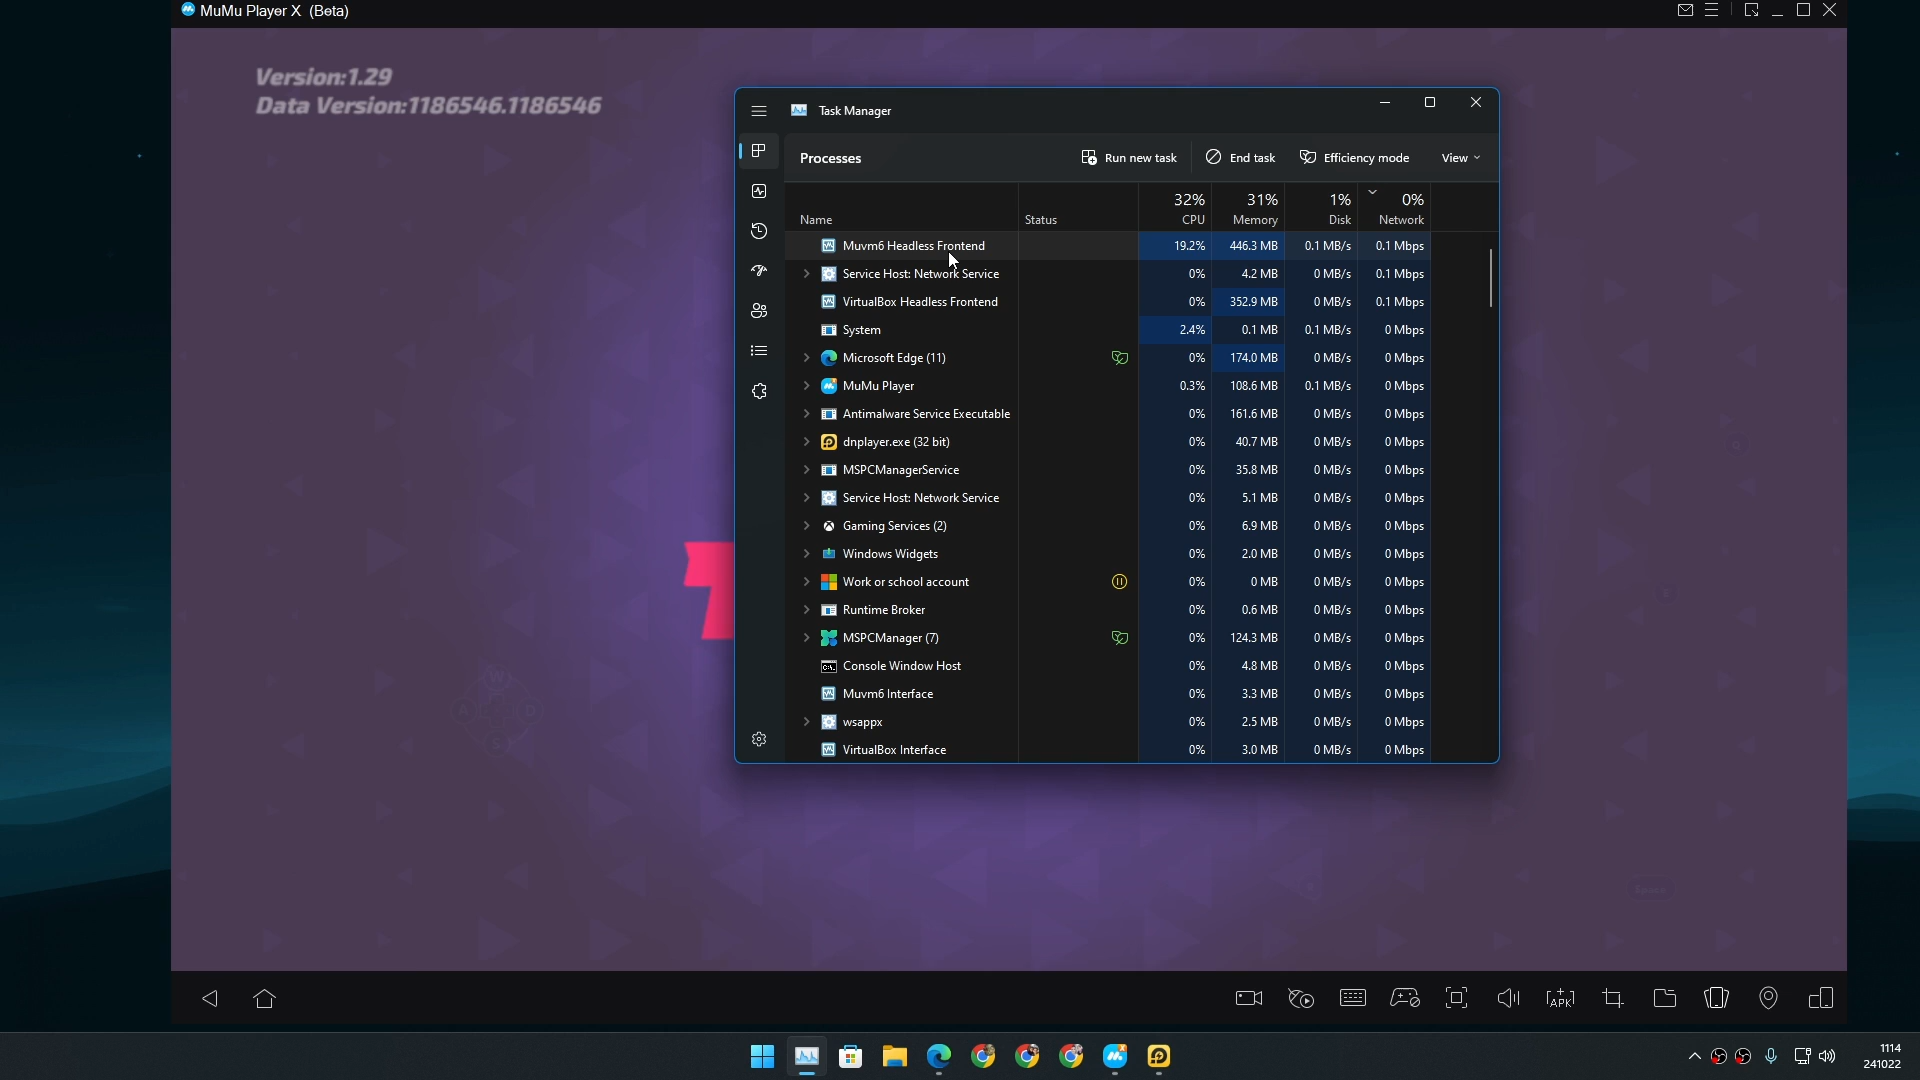 MuMu Player X (Beta)
Version:1.29
Data Version:1186546.1186546
Task Manager
Processes
Run new task
End task
Efficiency mode
View
32% 31% 1% 0%
Name Status CPU Memory Disk Network
Muvm6 Headless Frontend 19.2% 446.3 MB 0.1 MB/s 0.1 Mbps
Service Host: Network Service 0% 4.2 MB 0 MB/s 0.1 Mbps
VirtualBox Headless Frontend 0% 352.9 MB 0 MB/s 0.1 Mbps
System 2.4% 0.1 MB 0.1 MB/s 0 Mbps
Microsoft Edge (11) 0% 174.0 MB 0 MB/s 0 Mbps
MuMu Player 0.3% 108.6 MB 0.1 MB/s 0 Mbps
Antimalware Service Executable 0% 161.6 MB 0 MB/s 0 Mbps
dnplayer.exe (32 bit) 0% 40.7 MB 0 MB/s 0 Mbps
MSPCManagerService 0% 35.8 MB 0 MB/s 0 Mbps
Service Host: Network Service 0% 5.1 MB 0 MB/s 0 Mbps
Gaming Services (2) 0% 6.9 MB 0 MB/s 0 Mbps
Windows Widgets 0% 2.0 MB 0 MB/s 0 Mbps
Work or school account 0% 0 MB 0 MB/s 0 Mbps
Runtime Broker 0% 0.6 MB 0 MB/s 0 Mbps
MSPCManager (7) 0% 124.3 MB 0 MB/s 0 Mbps
Console Window Host 0% 4.8 MB 0 MB/s 0 Mbps
Muvm6 Interface 0% 3.3 MB 0 MB/s 0 Mbps
wsappx 0% 2.5 MB 0 MB/s 0 Mbps
VirtualBox Interface 0% 3.0 MB 0 MB/s 0 Mbps
W
A D
S
Space
APK
1114
241022